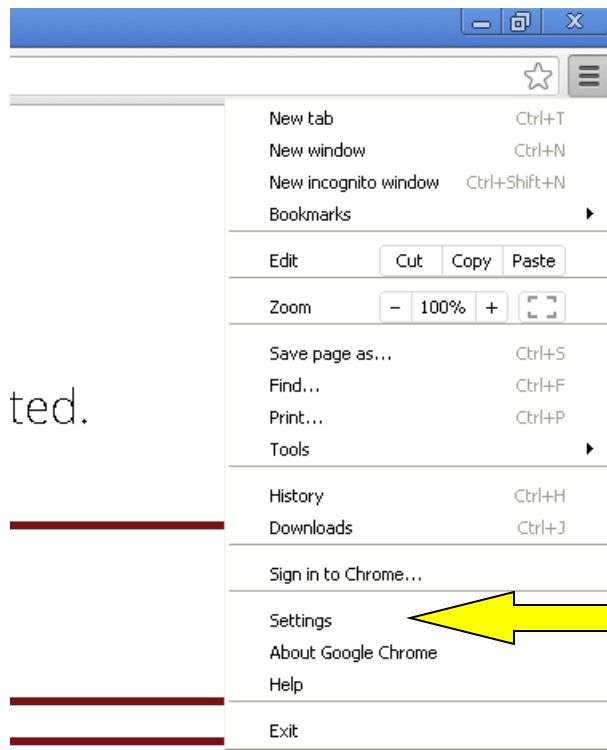 New tab Ctrl+T
New window Ctrl+N
New incognito window Ctrl+Shift+N
Bookmarks
Edit Cut Copy Paste
Zoom − 100% +
Save page as... Ctrl+S
Find... Ctrl+F
ted.
Print... Ctrl+P
Tools
History Ctrl+H
Downloads Ctrl+J
Sign in to Chrome...
Settings
About Google Chrome
Help
Exit